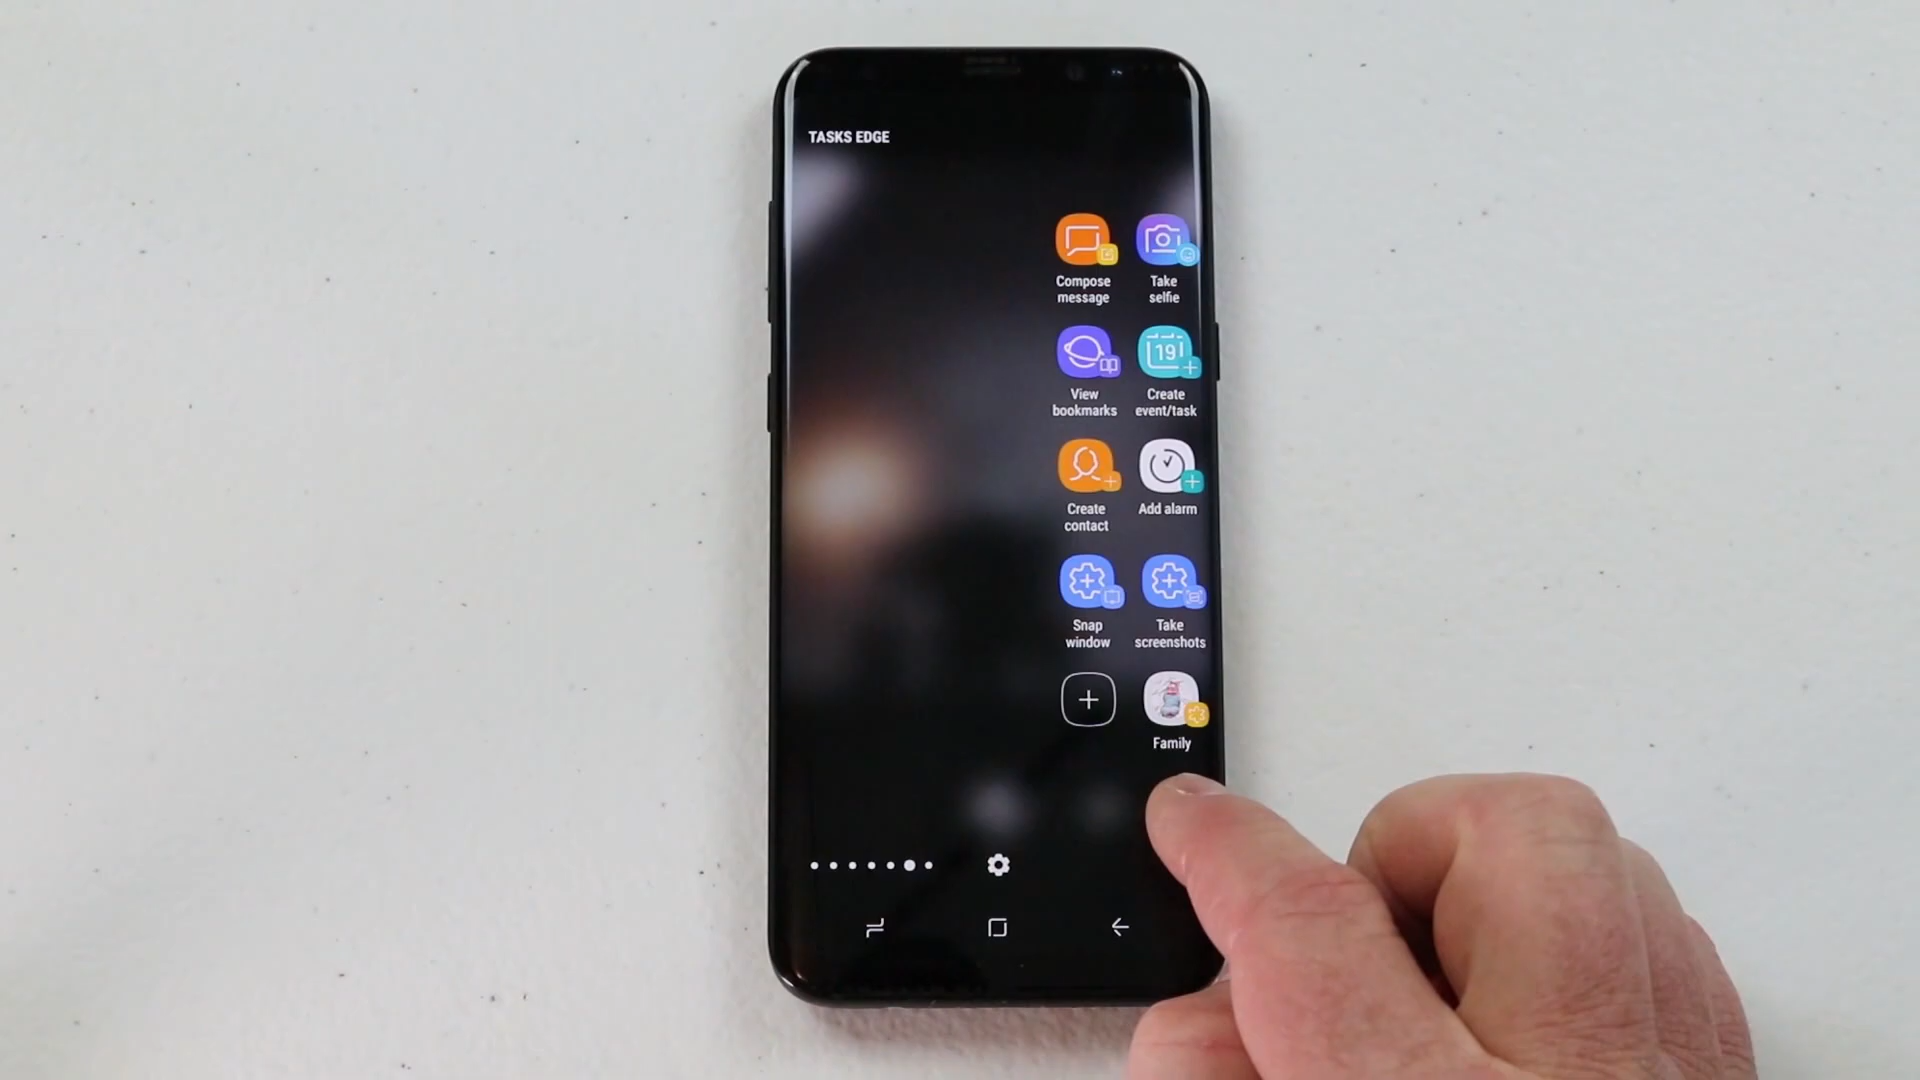 TASKS EDGE
Compose
message
Take
selfie
View
bookmarks
19
Create
event/task
Create
contact
Add alarm
Snap
window
Take
screenshots
Family